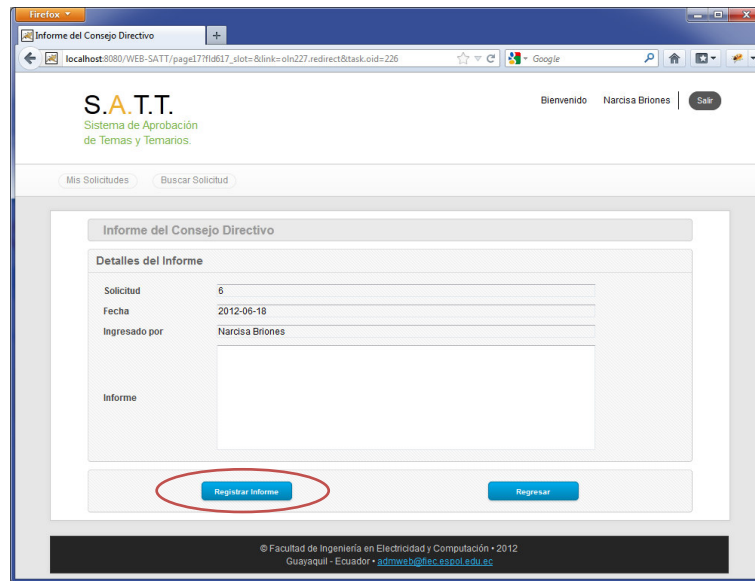 Firefox
Informe del Consejo Directivo
localhost:8080/WEB-SATT/page17?fld617_slot=&link=oln227.redirect&task.oid=226
Google
S.A.T.T.
Sistema de Aprobación
de Temas y Temarios.
Bienvenido Narcisa Briones Salir
Mis Solicitudes Buscar Solicitud
Informe del Consejo Directivo
Detalles del Informe
Solicitud 6
Fecha 2012-06-18
Ingresado por Narcisa Briones
Informe
Registrar Informe Regresar
© Facultad de Ingeniería en Electricidad y Computación • 2012
Guayaquil - Ecuador • admweb@fiec.espol.edu.ec